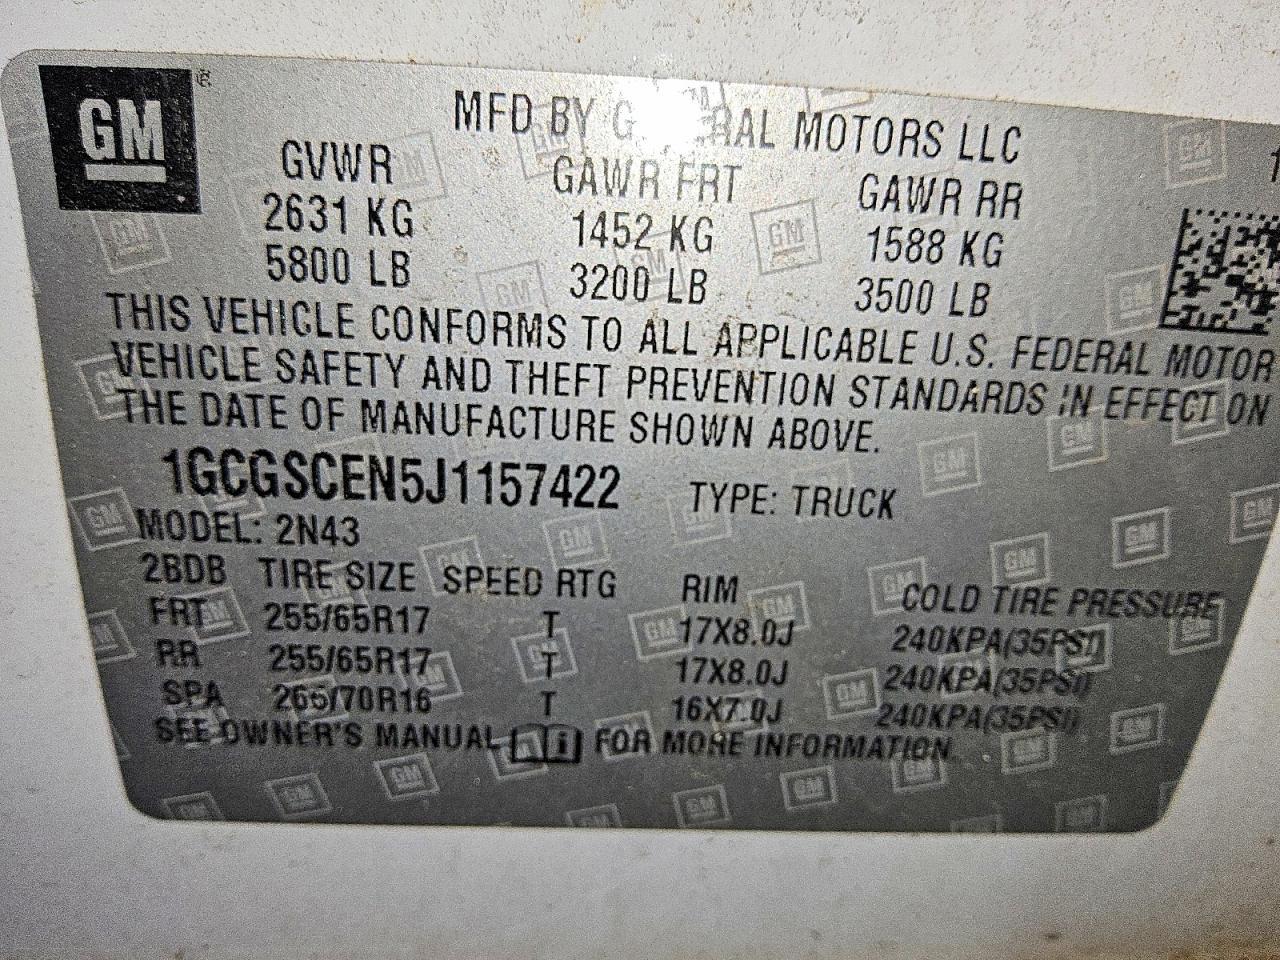 GM
MFD BY GENERAL MOTORS LLC
GVWR GAWR FRT GAWR RR
2631 KG 1452 KG 1588 KG
5800 LB 3200 LB 3500 LB
THIS VEHICLE CONFORMS TO ALL APPLICABLE U.S. FEDERAL MOTOR
VEHICLE SAFETY AND THEFT PREVENTION STANDARDS IN EFFECT ON
THE DATE OF MANUFACTURE SHOWN ABOVE.
1GCGSCEN5J1157422 TYPE: TRUCK
MODEL: 2N43
TIRE SIZE SPEED RTG RIM COLD TIRE PRESSURE
FRT 255/65R17 T 17X8.0J 240KPA(35PSI)
RR 255/65R17 T 17X8.0J 240KPA(35PSI)
SPA 265/70R16 T 16X7.0J 240KPA(35PSI)
SEE OWNER'S MANUAL FOR MORE INFORMATION.